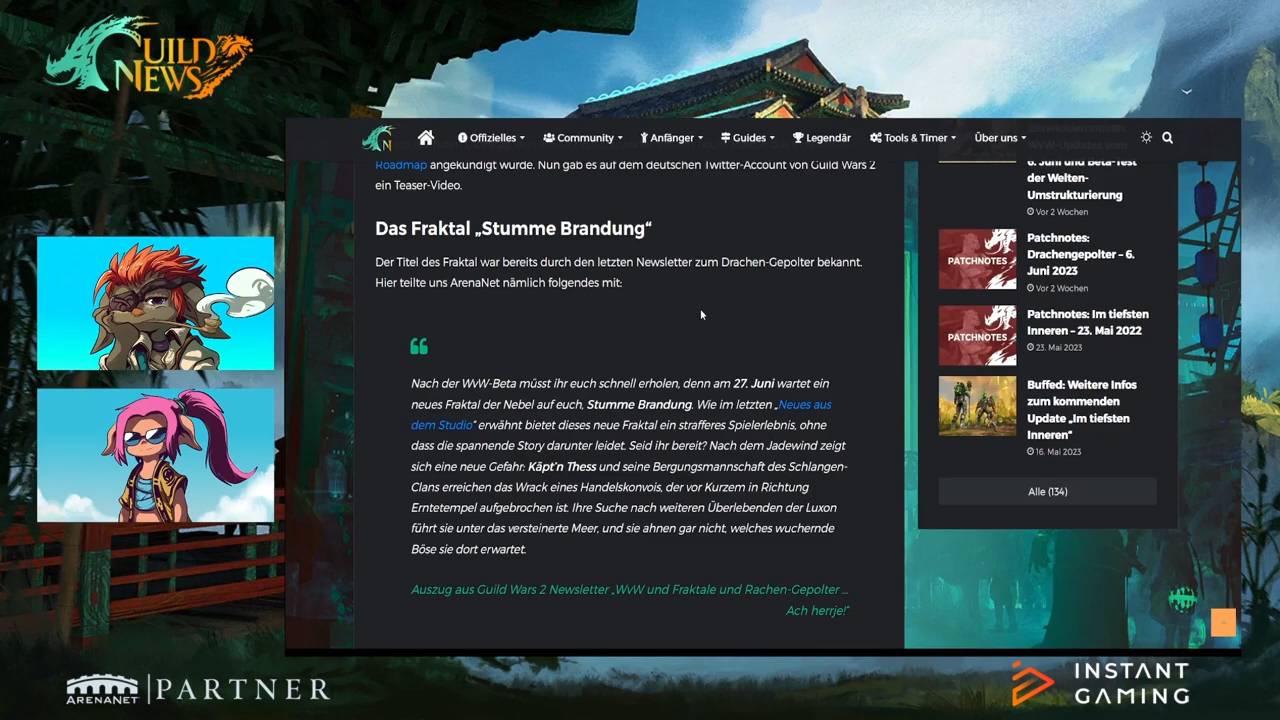 GUILD
NEWS
N
Offizielles
Community
Anfänger
Guides
Legendär
Tools & Timer
Über uns
Roadmap angekündigt wurde. Nun gab es auf dem deutschen Twitter-Account von Guild Wars 2
ein Teaser-Video.
Das Fraktal „Stumme Brandung“
Der Titel des Fraktal war bereits durch den letzten Newsletter zum Drachen-Gepolter bekannt.
Hier teilte uns ArenaNet nämlich folgendes mit:
Nach der WvW-Beta müsst ihr euch schnell erholen, denn am 27. Juni wartet ein
neues Fraktal der Nebel auf euch, Stumme Brandung. Wie im letzten „Neues aus
dem Studio“ erwähnt bietet dieses neue Fraktal ein strafferes Spielerlebnis, ohne
dass die spannende Story darunter leidet. Seid ihr bereit? Nach dem Jadewind zeigt
sich eine neue Gefahr: Käpt’n Thess und seine Bergungsmannschaft des Schlangen-
Clans erreichen das Wrack eines Handelskonvois, der vor Kurzem in Richtung
Erntetempel aufgebrochen ist. Ihre Suche nach weiteren Überlebenden der Luxon
führt sie unter das versteinerte Meer, und sie ahnen gar nicht, welches wuchernde
Böse sie dort erwartet.
Auszug aus Guild Wars 2 Newsletter „WvW und Fraktale und Rachen-Gepolter …
Ach herrje!“
6. Juni und Beta-Test
der Welten-
Umstrukturierung
Vor 2 Wochen
PATCHNOTES
Patchnotes:
Drachengepolter – 6.
Juni 2023
Vor 2 Wochen
PATCHNOTES
Patchnotes: Im tiefsten
Inneren – 23. Mai 2022
23. Mai 2023
Buffed: Weitere Infos
zum kommenden
Update „Im tiefsten
Inneren“
16. Mai 2023
Alle (134)
ARENANET
PARTNER
INSTANT
GAMING